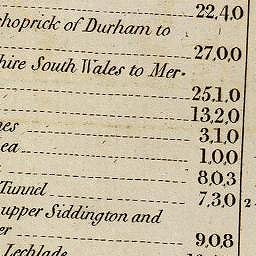 22,4,0
hoprick of Durham to
27,0,0
hire South Wales to Mer-
25,1,0
13,2,0
nes 3,1,0
ea 1,0,0
8,0,3
Tunnel 7,3,0 2
upper Siddington and
er 9,0,8
Lechlade